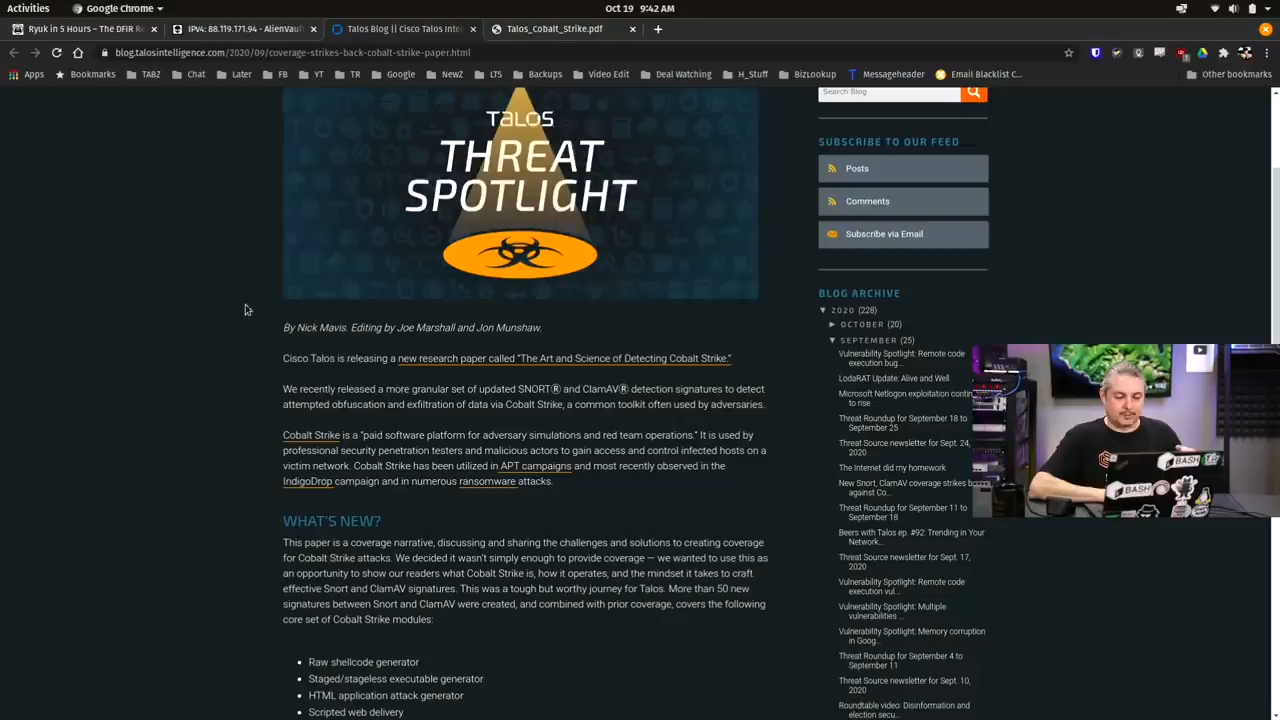 Activities
Google Chrome
Oct 19 9:42 AM
Ryuk in 5 Hours – The DFIR R
IPV4: 88.119.171.94 - AlienVault
Talos Blog || Cisco Talos Intel
Talos_Cobalt_Strike.pdf
blog.talosintelligence.com/2020/09/coverage-strikes-back-cobalt-strike-paper.html
Apps
Bookmarks
TABZ
Chat
Later
FB
YT
TR
Google
NewZ
LTS
Backups
Video Edit
Deal Watching
H_Stuff
BizLookup
Messageheader
Email Blacklist C...
Other bookmarks
TALOS
THREAT
SPOTLIGHT
By Nick Mavis. Editing by Joe Marshall and Jon Munshaw.
Cisco Talos is releasing a new research paper called "The Art and Science of Detecting Cobalt Strike."
We recently released a more granular set of updated SNORT® and ClamAV® detection signatures to detect
attempted obfuscation and exfiltration of data via Cobalt Strike, a common toolkit often used by adversaries.
Cobalt Strike is a "paid software platform for adversary simulations and red team operations." It is used by
professional security penetration testers and malicious actors to gain access and control infected hosts on a
victim network. Cobalt Strike has been utilized in APT campaigns and most recently observed in the
IndigoDrop campaign and in numerous ransomware attacks.
WHAT'S NEW?
This paper is a coverage narrative, discussing and sharing the challenges and solutions to creating coverage
for Cobalt Strike attacks. We decided it wasn't simply enough to provide coverage — we wanted to use this as
an opportunity to show our readers what Cobalt Strike is, how it operates, and the mindset it takes to craft
effective Snort and ClamAV signatures. This was a tough but worthy journey for Talos. More than 50 new
signatures between Snort and ClamAV were created, and combined with prior coverage, covers the following
core set of Cobalt Strike modules:
• Raw shellcode generator
• Staged/stageless executable generator
• HTML application attack generator
• Scripted web delivery
Search Blog
SUBSCRIBE TO OUR FEED
Posts
Comments
Subscribe via Email
BLOG ARCHIVE
▼ 2020 (228)
► OCTOBER (20)
▼ SEPTEMBER (25)
Vulnerability Spotlight: Remote code
execution bug...
LodaRAT Update: Alive and Well
Microsoft Netlogon exploitation contin
to rise
Threat Roundup for September 18 to
September 25
Threat Source newsletter for Sept. 24,
2020
The Internet did my homework
New Snort, ClamAV coverage strikes b
against Co...
Threat Roundup for September 11 to
September 18
Beers with Talos ep. #92: Trending in Your
Network...
Threat Source newsletter for Sept. 17,
2020
Vulnerability Spotlight: Remote code
execution vul...
Vulnerability Spotlight: Multiple
vulnerabilities ...
Vulnerability Spotlight: Memory corruption
in Goog...
Threat Roundup for September 4 to
September 11
Threat Source newsletter for Sept. 10,
2020
Roundtable video: Disinformation and
election secu...
BASH
BASH